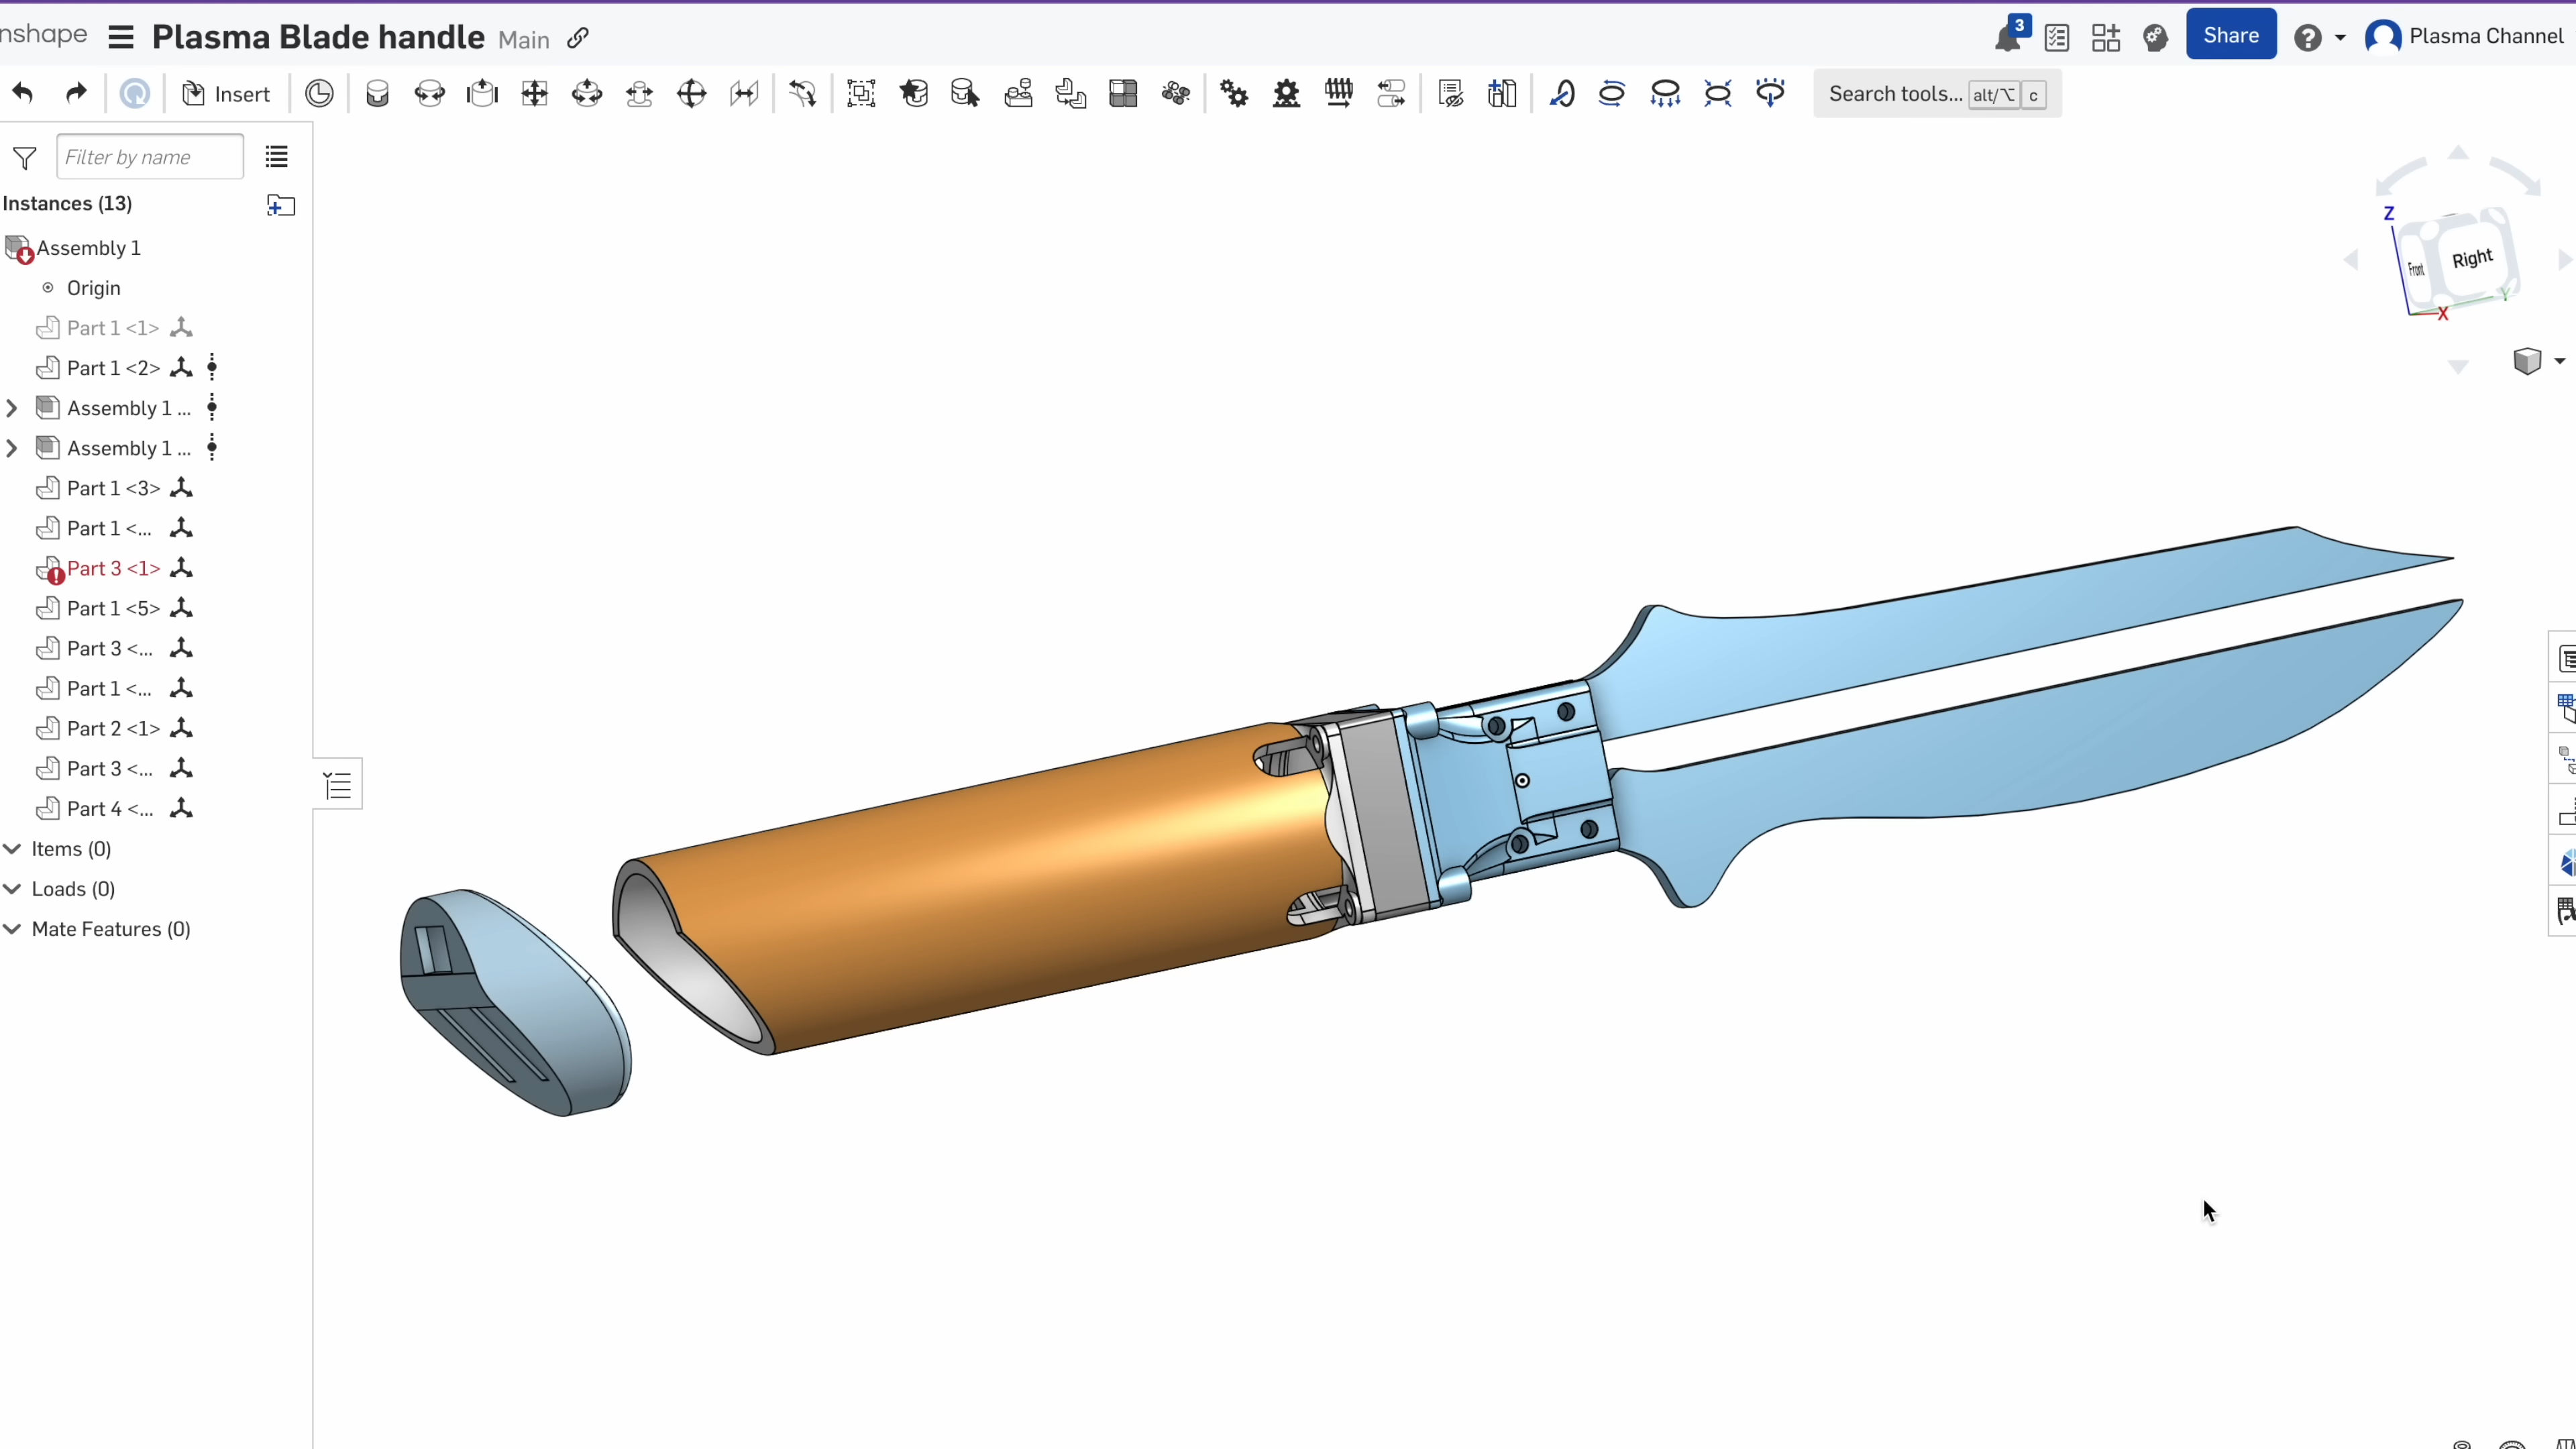 nshape Plasma Blade handle Main 3 Share Plasma Channel
Insert Search tools... alt/⌥ c
Filter by name
Instances (13)
Assembly 1
Origin
Part 1 <1>
Part 1 <2>
Assembly 1 ...
Assembly 1 ...
Part 1 <3>
Part 1 <...
Part 3 <1>
Part 1 <5>
Part 3 <...
Part 1 <...
Part 2 <1>
Part 3 <...
Part 4 <...
Items (0)
Loads (0)
Mate Features (0)
Z
Front
Right
Y
X